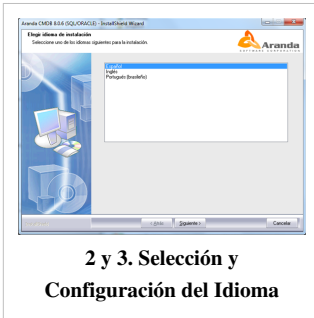 Aranda CMDB 8.0.6 (SQL/ORACLE) - InstallShield Wizard
Elegir idioma de instalación
Seleccione uno de los idiomas siguientes para la instalación.
Aranda
SOFTWARE CORPORATION
Español
Inglés
Portugués (brasileño)
< Atrás
Siguiente >
Cancelar
2 y 3. Selección y
Configuración del Idioma